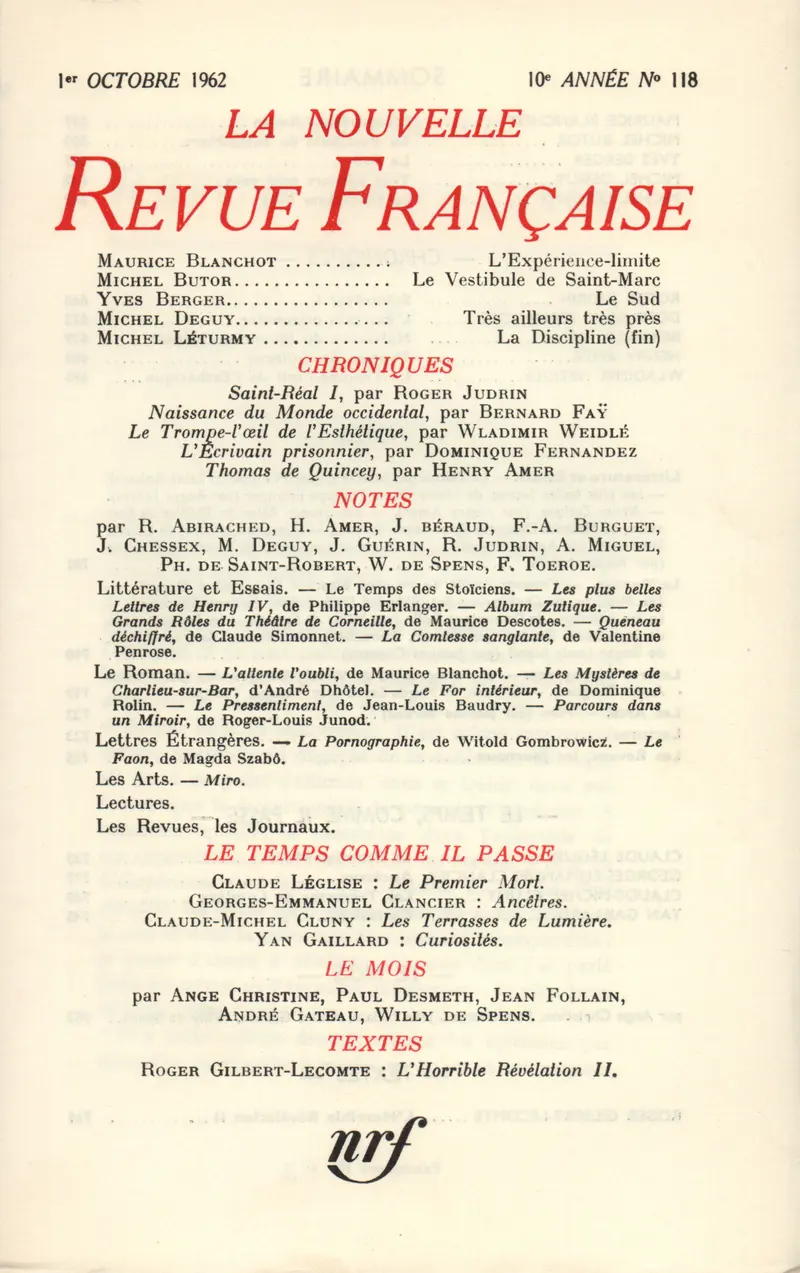 1er OCTOBRE 1962 10e ANNÉE No 118
LA NOUVELLE
REVUE FRANÇAISE
MAURICE BLANCHOT ........... L'Expérience-limite
MICHEL BUTOR................ Le Vestibule de Saint-Marc
YVES BERGER................. Le Sud
MICHEL DEGUY................ Très ailleurs très près
MICHEL LÉTURMY ............. La Discipline (fin)
CHRONIQUES
Saint-Réal I, par ROGER JUDRIN
Naissance du Monde occidental, par BERNARD FAŸ
Le Trompe-l'œil de l'Esthétique, par WLADIMIR WEIDLÉ
L'Écrivain prisonnier, par DOMINIQUE FERNANDEZ
Thomas de Quincey, par HENRY AMER
NOTES
par R. ABIRACHED, H. AMER, J. BÉRAUD, F.-A. BURGUET,
J. CHESSEX, M. DEGUY, J. GUÉRIN, R. JUDRIN, A. MIGUEL,
PH. DE SAINT-ROBERT, W. DE SPENS, F. TOEROE.
Littérature et Essais. — Le Temps des Stoïciens. — Les plus belles
Lettres de Henry IV, de Philippe Erlanger. — Album Zutique. — Les
Grands Rôles du Théâtre de Corneille, de Maurice Descotes. — Queneau
déchiffré, de Claude Simonnet. — La Comtesse sanglante, de Valentine
Penrose.
Le Roman. — L'attente l'oubli, de Maurice Blanchot. — Les Mystères de
Charlieu-sur-Bar, d'André Dhôtel. — Le For intérieur, de Dominique
Rolin. — Le Pressentiment, de Jean-Louis Baudry. — Parcours dans
un Miroir, de Roger-Louis Junod.
Lettres Étrangères. — La Pornographie, de Witold Gombrowicz. — Le
Faon, de Magda Szabô.
Les Arts. — Miro.
Lectures.
Les Revues, les Journaux.
LE TEMPS COMME IL PASSE
CLAUDE LÉGLISE : Le Premier Mort.
GEORGES-EMMANUEL CLANCIER : Ancêtres.
CLAUDE-MICHEL CLUNY : Les Terrasses de Lumière.
YAN GAILLARD : Curiosités.
LE MOIS
par ANGE CHRISTINE, PAUL DESMETH, JEAN FOLLAIN,
ANDRÉ GATEAU, WILLY DE SPENS.
TEXTES
ROGER GILBERT-LECOMTE : L'Horrible Révélation II.
nrf